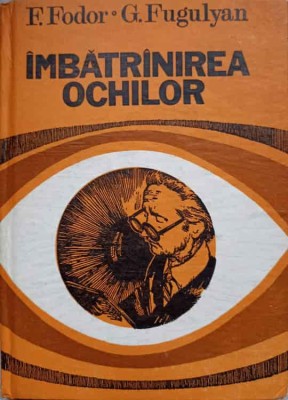 F. Fodor • G. Fugulyan
ÎMBĂTRÎNIREA
OCHILOR